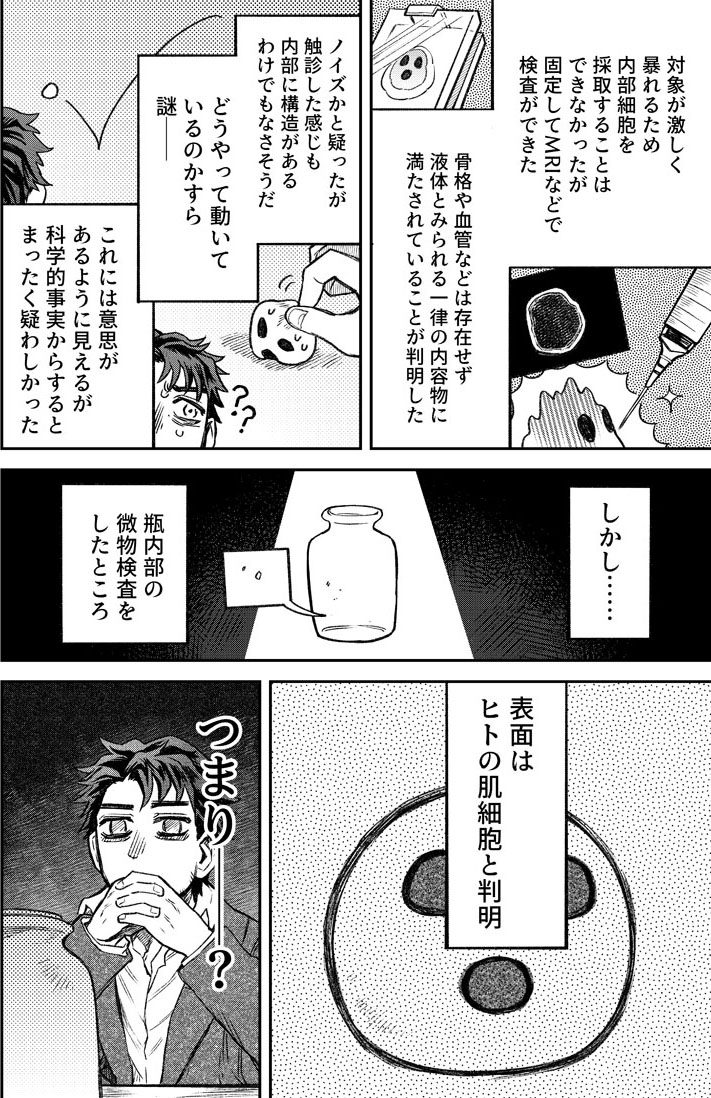 対象が激しく
暴れるため
内部細胞を
採取することは
できなかったが
固定してMRIなどで
検査ができた
骨格や血管などは存在せず
液体とみられる一律の内容物に
満たされていることが判明した
ノイズかと疑ったが
触診した感じも
内部に構造がある
わけでもなさそうだ
どうやって動いて
いるのかすら
謎──
これには意思が
あるように見えるが
科学的事実からすると
まったく疑わしかった
???
しかし……
瓶内部の
微物検査を
したところ
表面は
ヒトの肌細胞と判明
つまり──?